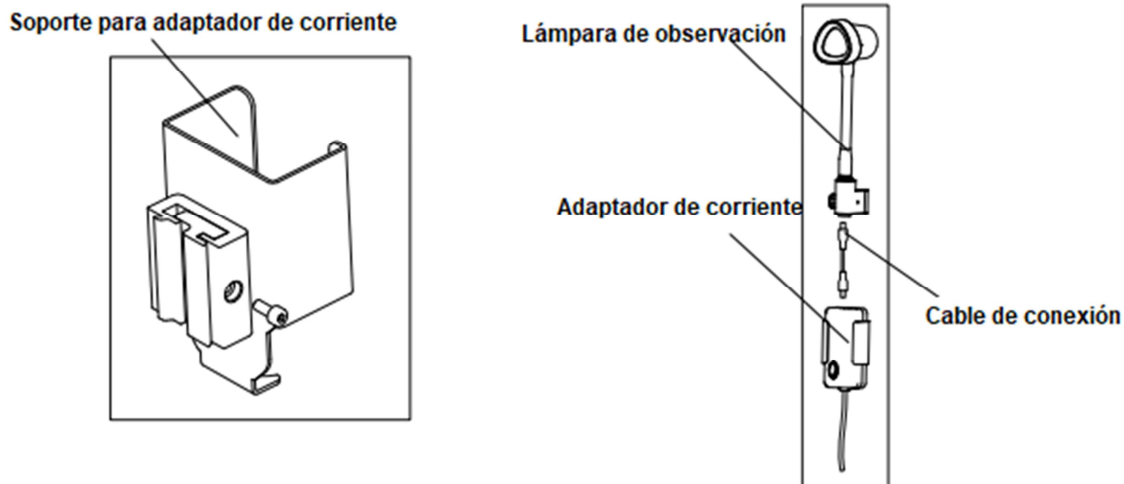 Soporte para adaptador de corriente
Lámpara de observación
Adaptador de corriente
Cable de conexión